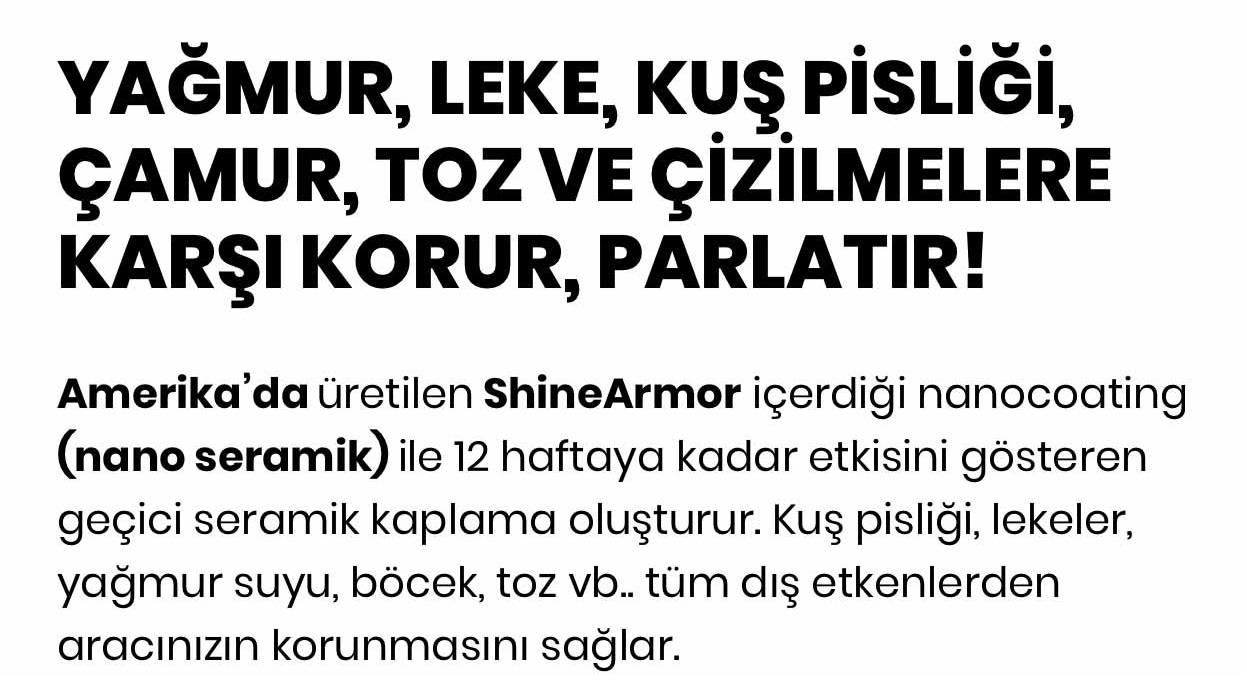 YAĞMUR, LEKE, KUŞ PİSLİĞİ,
ÇAMUR, TOZ VE ÇİZİLMELERE
KARŞI KORUR, PARLATIR!
Amerika'da üretilen ShineArmor içerdiği nanocoating
(nano seramik) ile 12 haftaya kadar etkisini gösteren
geçici seramik kaplama oluşturur. Kuş pisliği, lekeler,
yağmur suyu, böcek, toz vb.. tüm dış etkenlerden
aracınızın korunmasını sağlar.